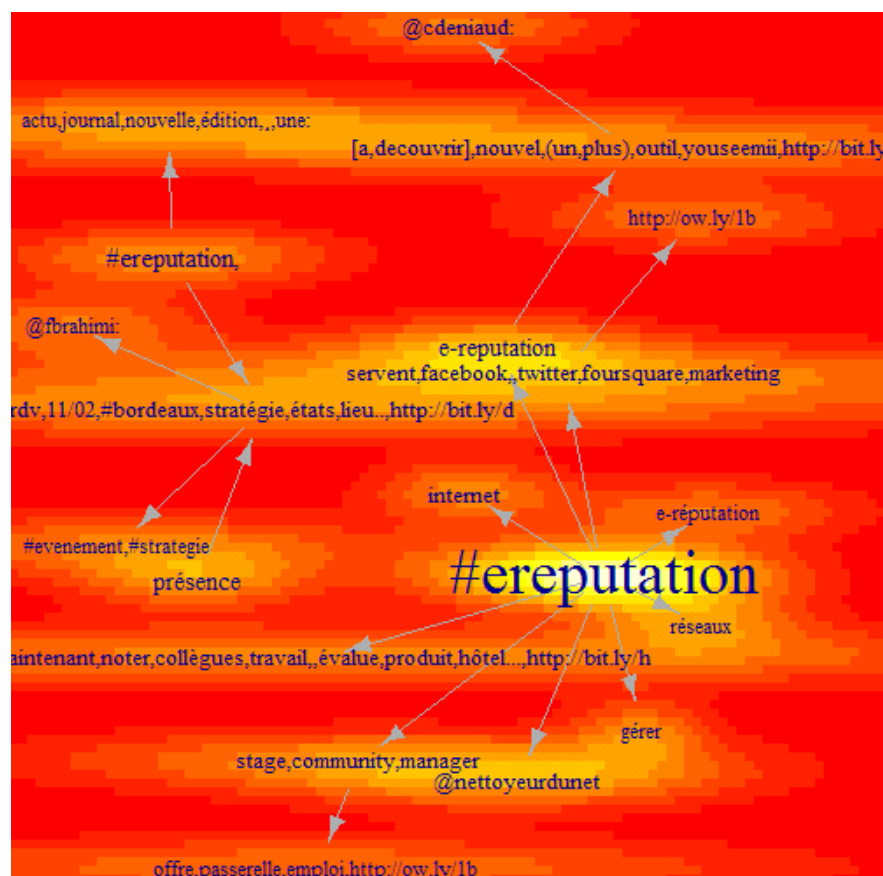 @cdeniaud:
actu,journal,nouvelle,édition,¸,une:
[a,decouvrir],nouvel,(un,plus),outil,youseemii,http://bit.ly
http://ow.ly/1b
#ereputation,
@fbrahimi:
e-reputation
servent,facebook,,twitter,foursquare,marketing
rdv,11/02,#bordeaux,stratégie,états,lieu..,http://bit.ly/d
internet
e-réputation
#evenement,#strategie
#ereputation
présence
réseaux
aintenant,noter,collègues,travail,,évalue,produit,hôtel...,http://bit.ly/h
gérer
stage,community,manager
@nettoyeurdunet
offre,passerelle,emploi,http://ow.ly/1b